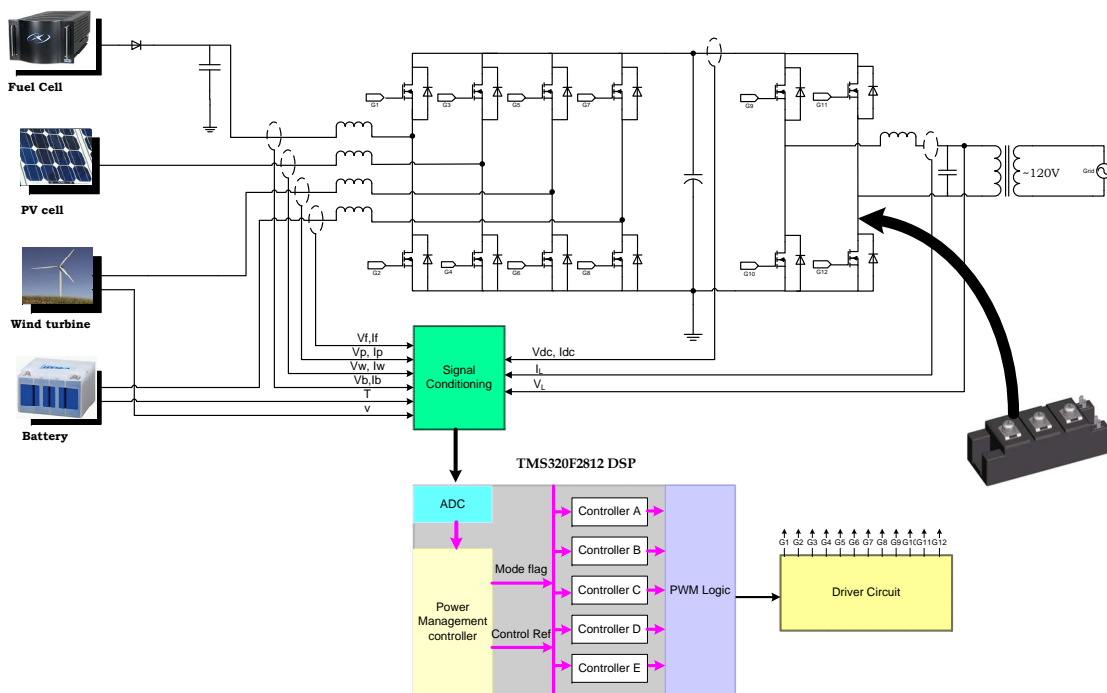 Fuel Cell
PV cell
Wind turbine
Battery
G1
G3
G5
G7
G2
G4
G6
G8
G9
G11
G10
G12
~120V
Grid
Vf,If
Vp, Ip
Vw, Iw
Vb,Ib
T
v
Signal
Conditioning
Vdc, Idc
IL
VL
TMS320F2812 DSP
ADC
Power
Management
controller
Mode flag
Control Ref
Controller A
Controller B
Controller C
Controller D
Controller E
PWM Logic
G1 G2 G3 G4 G5 G6 G7 G8 G9 G10 G11 G12
Driver Circuit